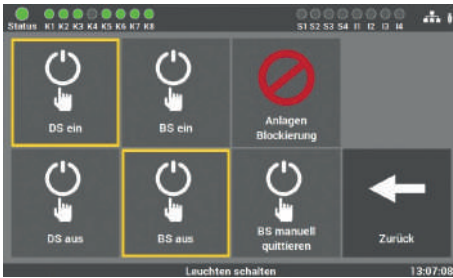 Status K1 K2 K3 K4 K5 K6 K7 K8 S1 S2 S3 S4 I1 I2 I3 I4
DS ein
BS ein
Anlagen
Blockierung
DS aus
BS aus
BS manuell
quittieren
Zurück
Leuchten schalten
13:07:08